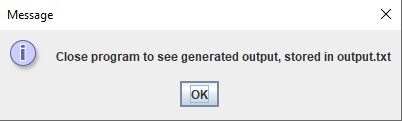 Message
Close program to see generated output, stored in output.txt
OK